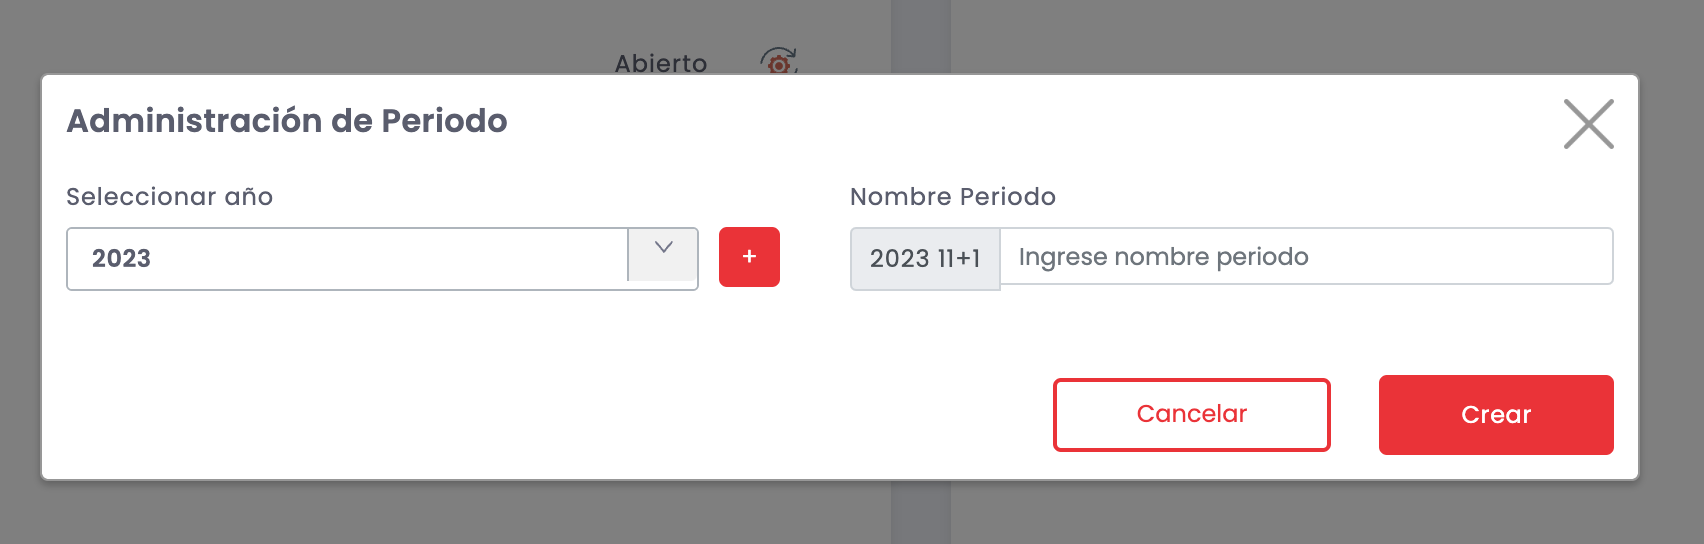 Abierto
Administración de Periodo
Seleccionar año
Nombre Periodo
2023
+
2023 11+1
Ingrese nombre periodo
Cancelar
Crear